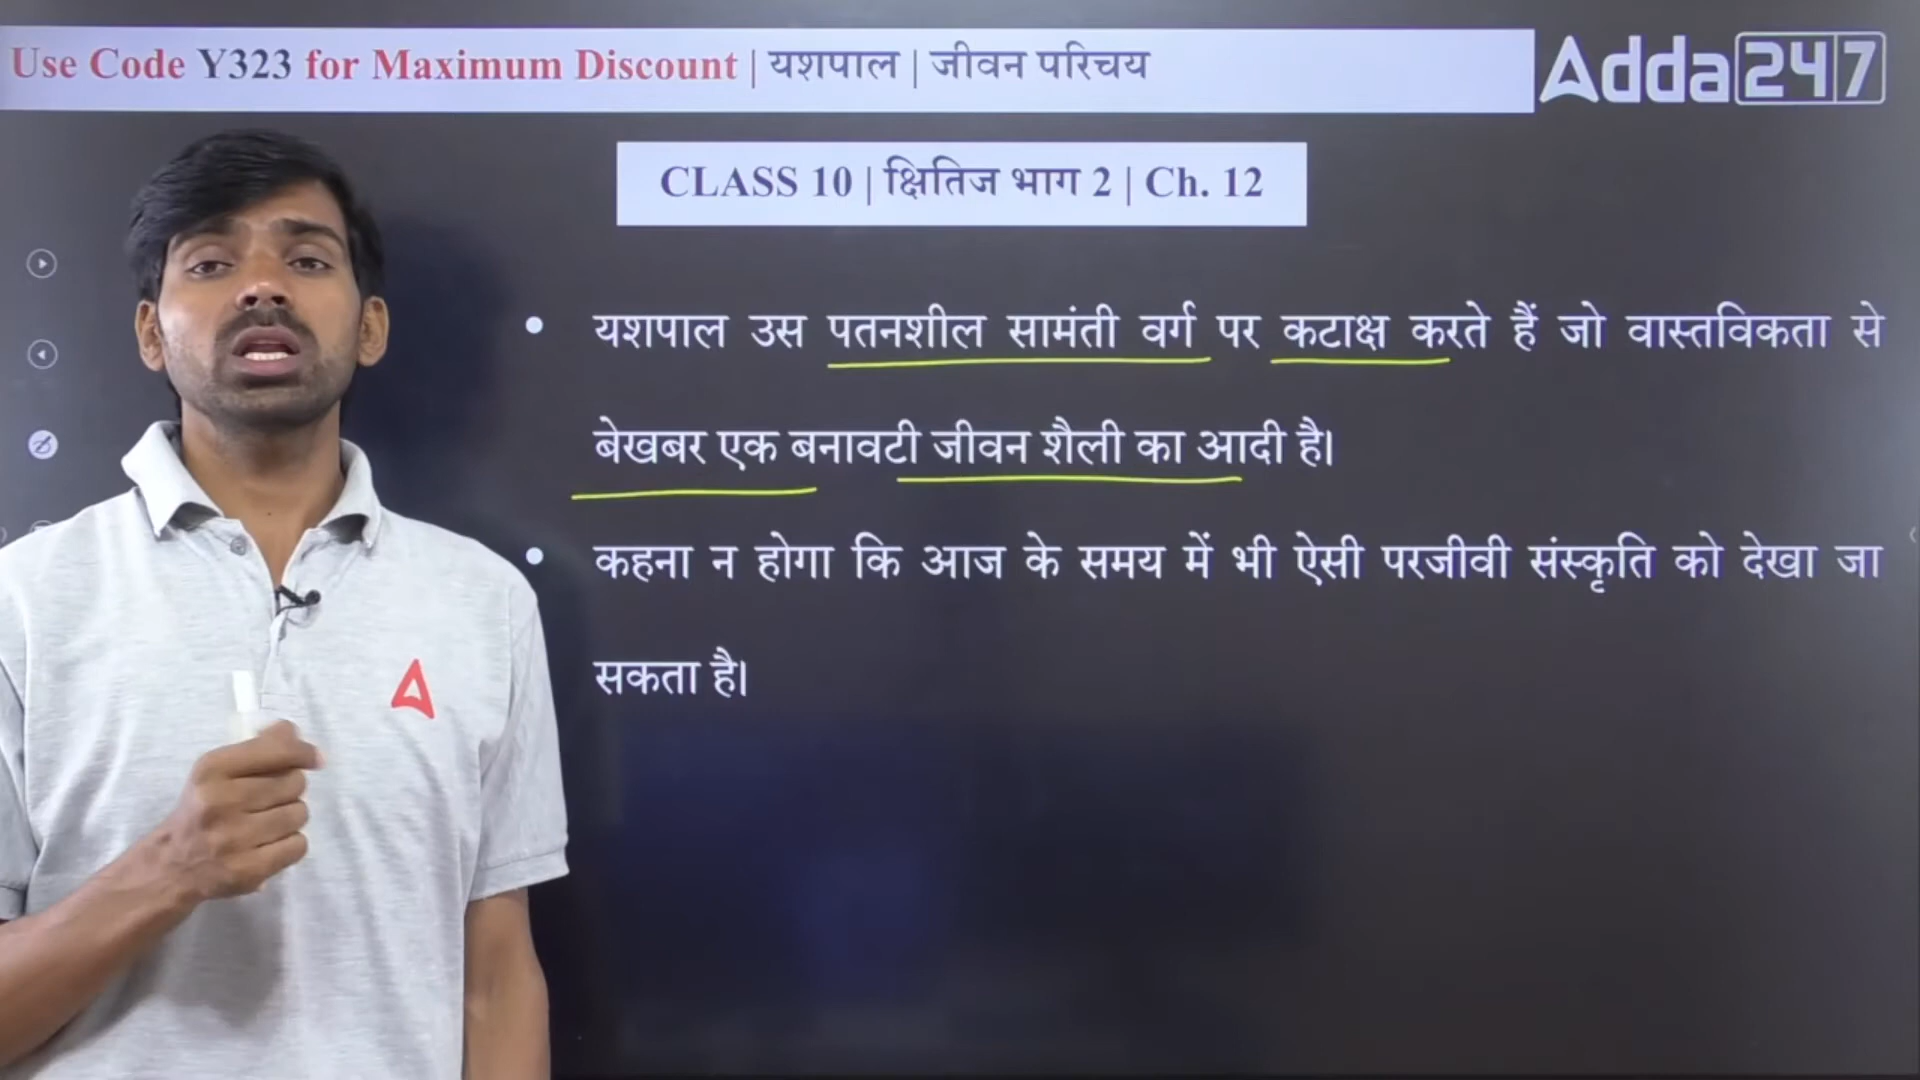 Use Code Y323 for Maximum Discount | यशपाल | जीवन परिचय
Adda247
CLASS 10 | क्षितिज भाग 2 | Ch. 12
• यशपाल उस पतनशील सामंती वर्ग पर कटाक्ष करते हैं जो वास्तविकता से
बेखबर एक बनावटी जीवन शैली का आदी है।
• कहना न होगा कि आज के समय में भी ऐसी परजीवी संस्कृति को देखा जा
सकता है।